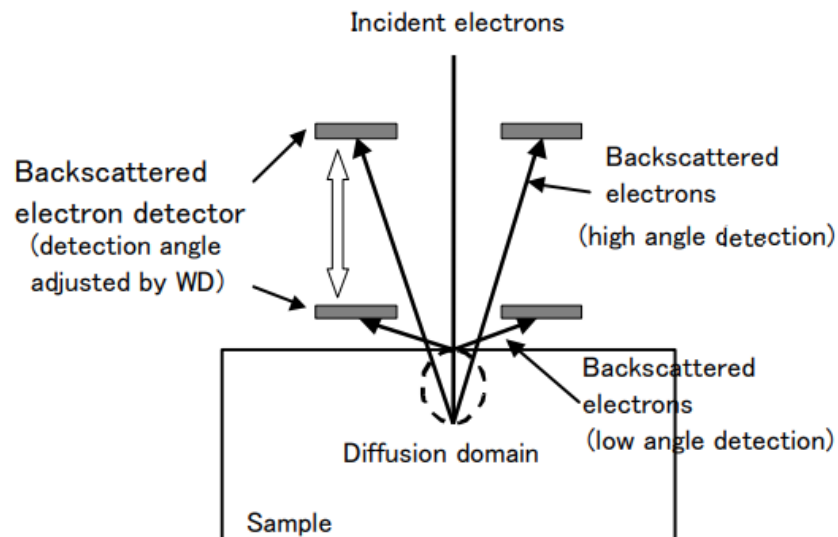 Incident electrons
Backscattered
electron detector
(detection angle
adjusted by WD)
Backscattered
electrons
(high angle detection)
Backscattered
electrons
(low angle detection)
Diffusion domain
Sample